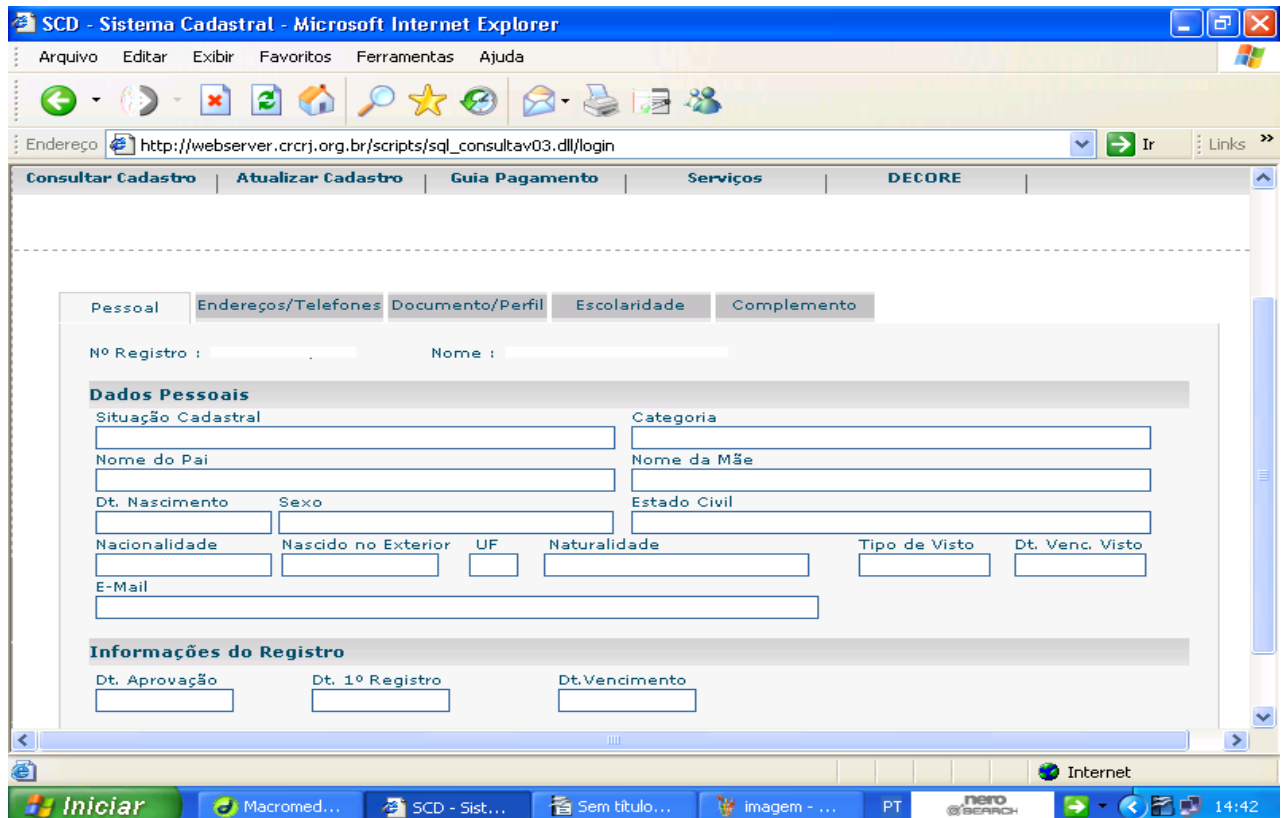 SCD - Sistema Cadastral - Microsoft Internet Explorer
Arquivo Editar Exibir Favoritos Ferramentas Ajuda
Endereço http://webserver.crcrj.org.br/scripts/sql_consultav03.dll/login Ir Links »
Consultar Cadastro | Atualizar Cadastro | Guia Pagamento | Serviços | DECORE |
Pessoal Endereços/Telefones Documento/Perfil Escolaridade Complemento
Nº Registro : Nome :
Dados Pessoais
Situação Cadastral Categoria
Nome do Pai Nome da Mãe
Dt. Nascimento Sexo Estado Civil
Nacionalidade Nascido no Exterior UF Naturalidade Tipo de Visto Dt. Venc. Visto
E-Mail
Informações do Registro
Dt. Aprovação Dt. 1º Registro Dt.Vencimento
Internet
Iniciar Macromed... SCD - Sist... Sem título... imagem - ... PT nero SEARCH 14:42